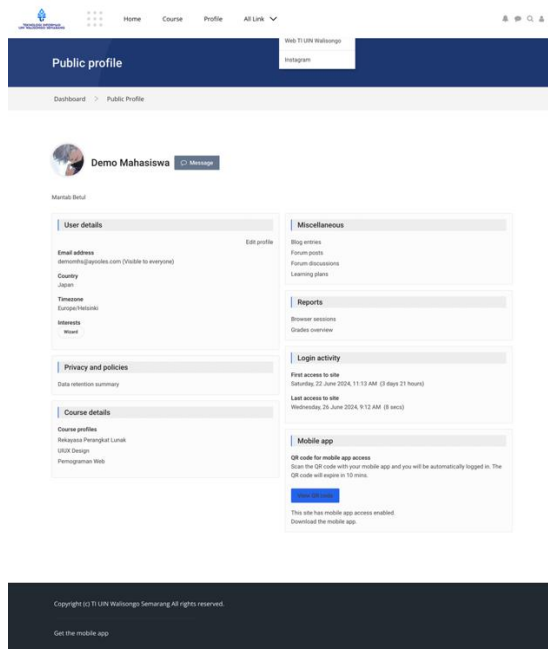 TEKNOLOGI INFORMASI
UIN WALISONGO SEMARANG
Home
Course
Profile
All Link
Web TI UIN Walisongo
Instagram
Public profile
Dashboard > Public Profile
Demo Mahasiswa
Message
Mantab Betul
User details
Edit profile
Email address
(Visible to everyone)
Country
Japan
Timezone
Europe/Helsinki
Interests
Wizard
Privacy and policies
Data retention summary
Course details
Course profiles
Rekayasa Perangkat Lunak
UIUX Design
Pemograman Web
Miscellaneous
Blog entries
Forum posts
Forum discussions
Learning plans
Reports
Browser sessions
Grades overview
Login activity
First access to site
Saturday, 22 June 2024, 11:13 AM (3 days 21 hours)
Last access to site
Wednesday, 26 June 2024, 9:12 AM (8 secs)
Mobile app
QR code for mobile app access
Scan the QR code with your mobile app and you will be automatically logged in. The
QR code will expire in 10 mins.
View QR code
This site has mobile app access enabled.
Download the mobile app.
Copyright (c) TI UIN Walisongo Semarang All rights reserved.
Get the mobile app